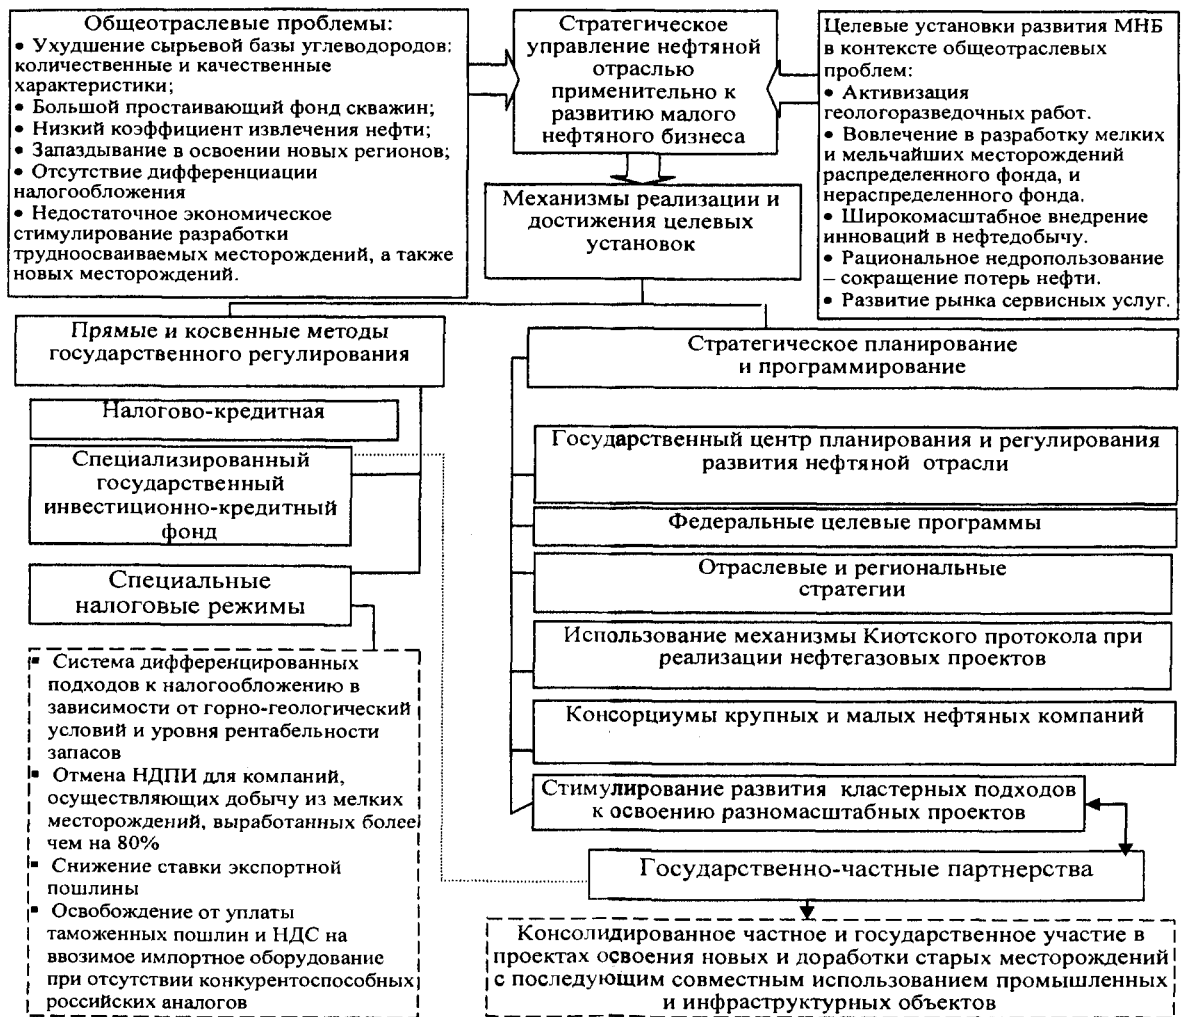 Общеотраслевые проблемы:
• Ухудшение сырьевой базы углеводородов:
количественные и качественные
характеристики;
• Большой простаивающий фонд скважин;
• Низкий коэффициент извлечения нефти;
• Запаздывание в освоении новых регионов;
• Отсутствие дифференциации
налогообложения
• Недостаточное экономическое
стимулирование разработки
трудноосваиваемых месторождений, а также
новых месторождений.
Стратегическое
управление нефтяной
отраслью
применительно к
развитию малого
нефтяного бизнеса
Целевые установки развития МНБ
в контексте общеотраслевых
проблем:
• Активизация
геологоразведочных работ.
• Вовлечение в разработку мелких
и мельчайших месторождений
распределенного фонда, и
нераспределенного фонда.
• Широкомасштабное внедрение
инноваций в нефтедобычу.
• Рациональное недропользование
– сокращение потерь нефти.
• Развитие рынка сервисных услуг.
Механизмы реализации и
достижения целевых
установок
Прямые и косвенные методы
государственного регулирования
Налогово-кредитная
Специализированный
государственный
инвестиционно-кредитный
фонд
Специальные
налоговые режимы
▪ Система дифференцированных
подходов к налогообложению в
зависимости от горно-геологический
условий и уровня рентабельности
запасов
▪ Отмена НДПИ для компаний,
осуществляющих добычу из мелких
месторождений, выработанных более
чем на 80%
▪ Снижение ставки экспортной
пошлины
▪ Освобождение от уплаты
таможенных пошлин и НДС на
ввозимое импортное оборудование
при отсутствии конкурентоспособных
российских аналогов
Стратегическое планирование
и программирование
Государственный центр планирования и регулирования
развития нефтяной отрасли
Федеральные целевые программы
Отраслевые и региональные
стратегии
Использование механизмы Киотского протокола при
реализации нефтегазовых проектов
Консорциумы крупных и малых нефтяных компаний
Стимулирование развития кластерных подходов
к освоению разномасштабных проектов
Государственно-частные партнерства
Консолидированное частное и государственное участие в
проектах освоения новых и доработки старых месторождений
с последующим совместным использованием промышленных
и инфраструктурных объектов